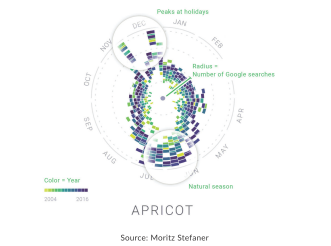 Peaks at holidays
DEC
JAN
NOV
FEB
Radius =
Number of Google searches
OCT
APR
SEP
MAY
AUG
Color = Year
2004 2016
Natural season
APRICOT
Source: Moritz Stefaner